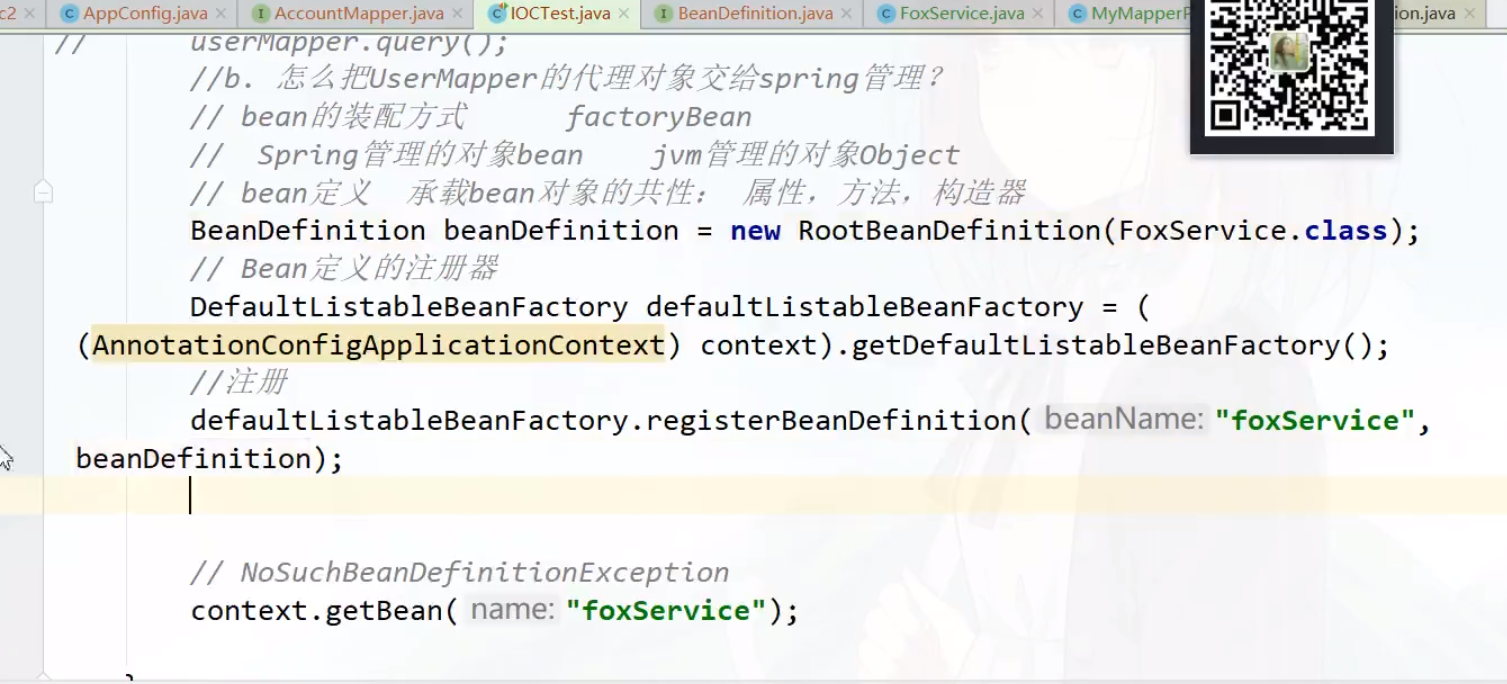 c2 AppConfig.java AccountMapper.java IOCTest.java BeanDefinition.java FoxService.java MyMapperP ion.java
// userMapper.query();
//b. 怎么把UserMapper的代理对象交给spring管理?
// bean的装配方式 factoryBean
// Spring管理的对象bean jvm管理的对象Object
// bean定义 承载bean对象的共性: 属性,方法,构造器
BeanDefinition beanDefinition = new RootBeanDefinition(FoxService.class);
// Bean定义的注册器
DefaultListableBeanFactory defaultListableBeanFactory = (
(AnnotationConfigApplicationContext) context).getDefaultListableBeanFactory();
//注册
defaultListableBeanFactory.registerBeanDefinition( beanName: "foxService",
beanDefinition);
// NoSuchBeanDefinitionException
context.getBean( name: "foxService");
}